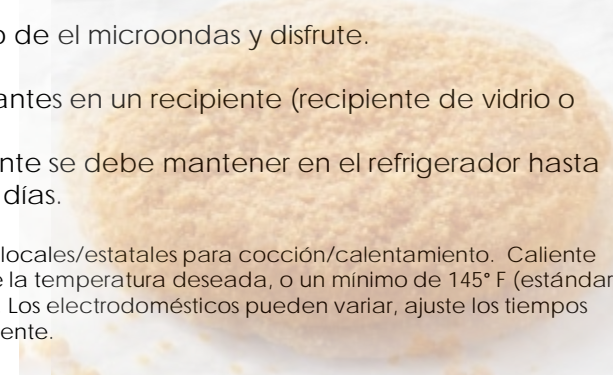 de el microondas y disfrute.
antes en un recipiente (recipiente de vidrio o
nte se debe mantener en el refrigerador hasta
días.
locales/estatales para cocción/calentamiento. Caliente
la temperatura deseada, o un mínimo de 145° F (estándar
Los electrodomésticos pueden variar, ajuste los tiempos
ente.